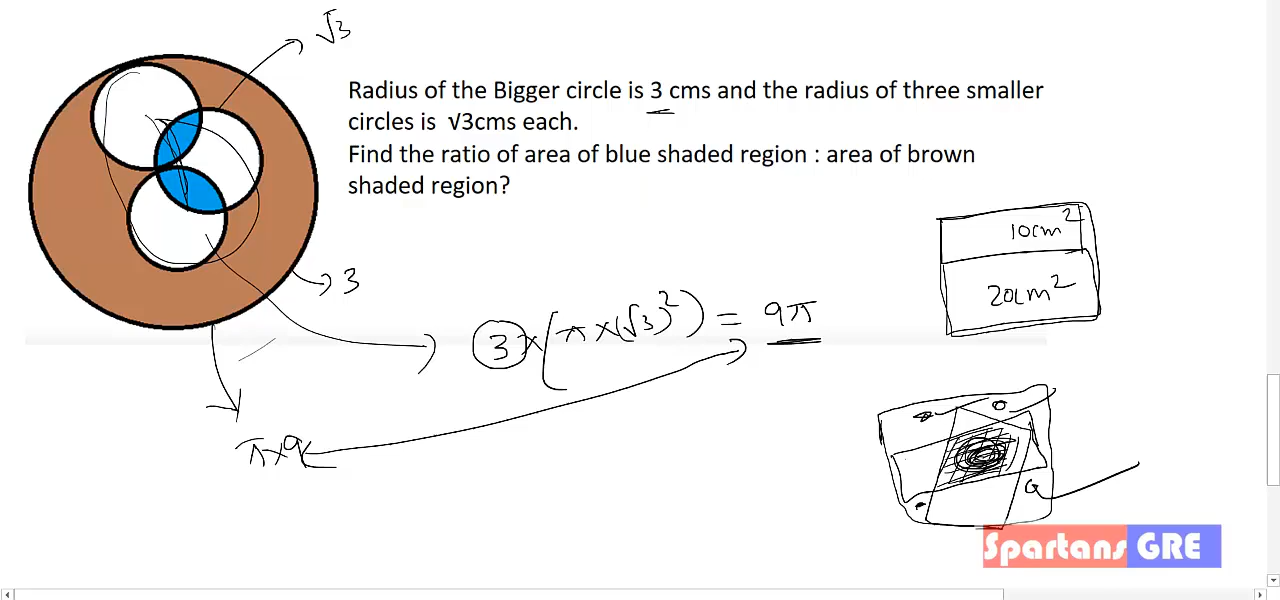 √3
Radius of the Bigger circle is 3 cms and the radius of three smaller
circles is √3cms each.
Find the ratio of area of blue shaded region : area of brown
shaded region?
10cm²
3
20cm²
3×(π×(√3)²) = 9π
π×9
Spartans GRE